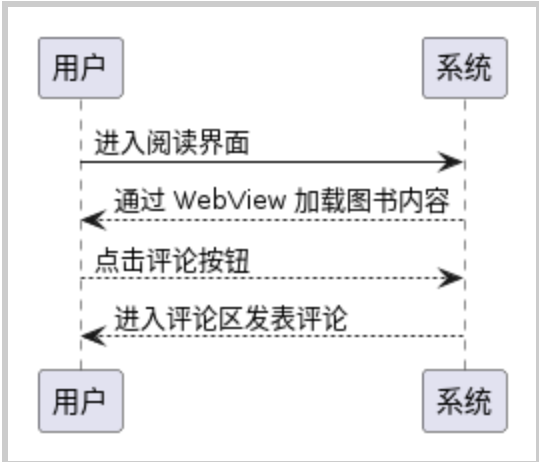 用户 系统
进入阅读界面
通过 WebView 加载图书内容
点击评论按钮
进入评论区发表评论
用户 系统